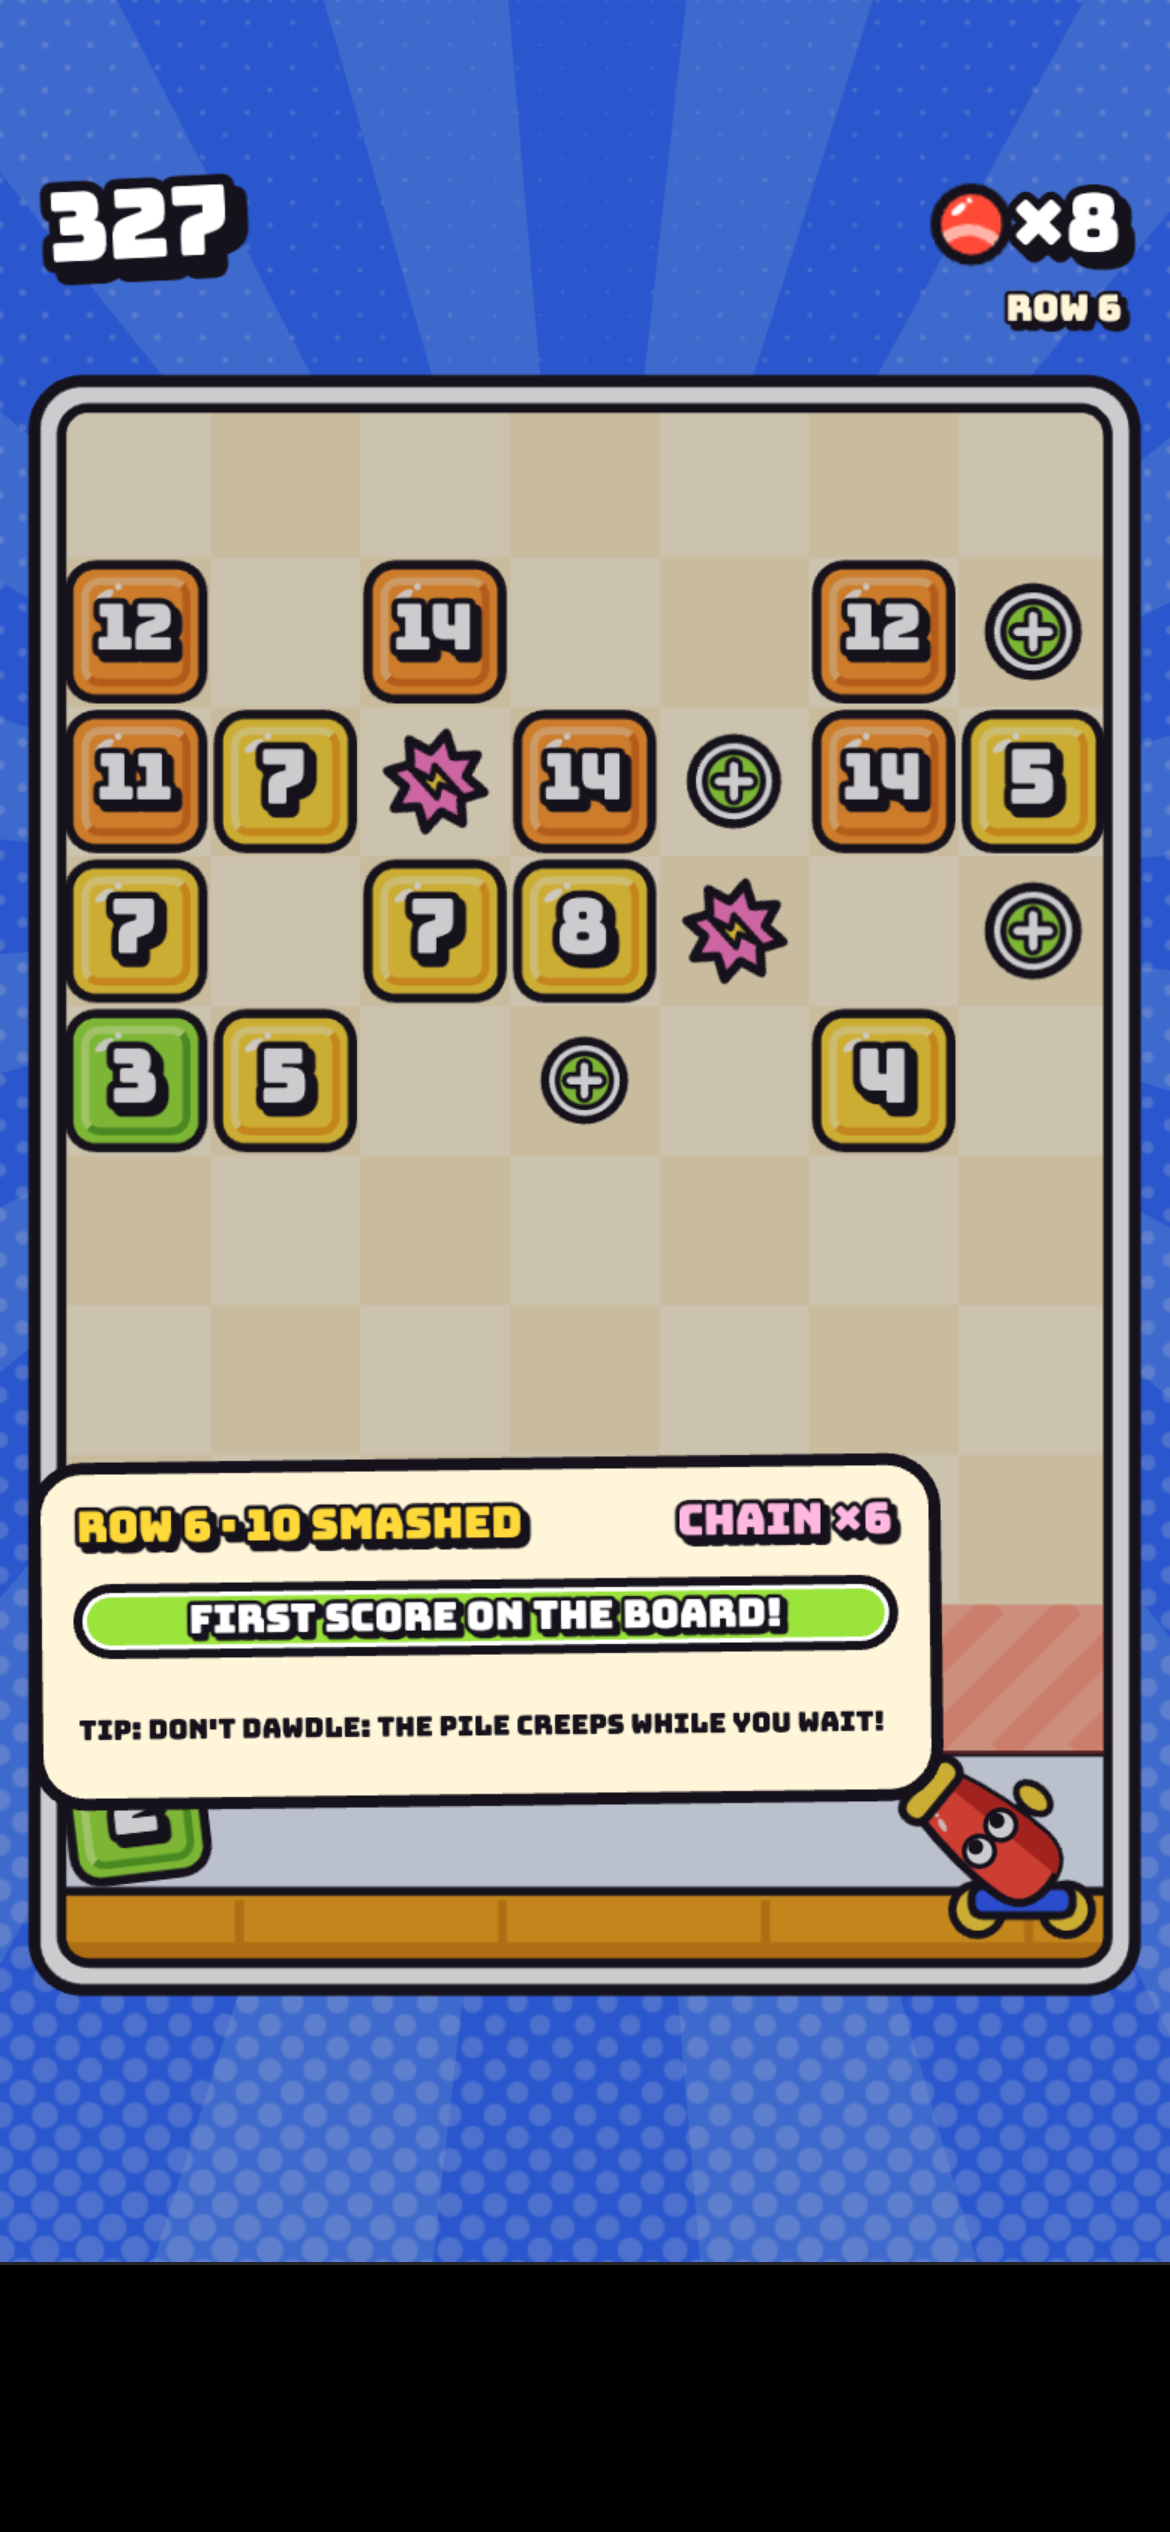 327
×8
ROW 6
12 14 12
11 7 14 14 5
7 7 8
3 5 4
ROW 6 · 10 SMASHED CHAIN ×6
FIRST SCORE ON THE BOARD!
TIP: DON'T DAWDLE: THE PILE CREEPS WHILE YOU WAIT!